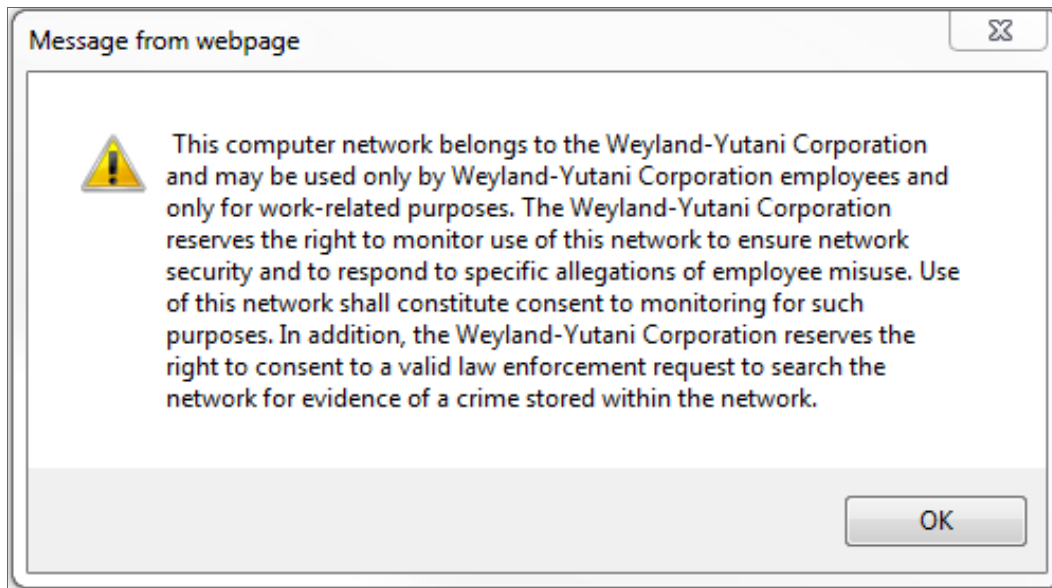 Message from webpage
This computer network belongs to the Weyland-Yutani Corporation
and may be used only by Weyland-Yutani Corporation employees and
only for work-related purposes. The Weyland-Yutani Corporation
reserves the right to monitor use of this network to ensure network
security and to respond to specific allegations of employee misuse. Use
of this network shall constitute consent to monitoring for such
purposes. In addition, the Weyland-Yutani Corporation reserves the
right to consent to a valid law enforcement request to search the
network for evidence of a crime stored within the network.
OK